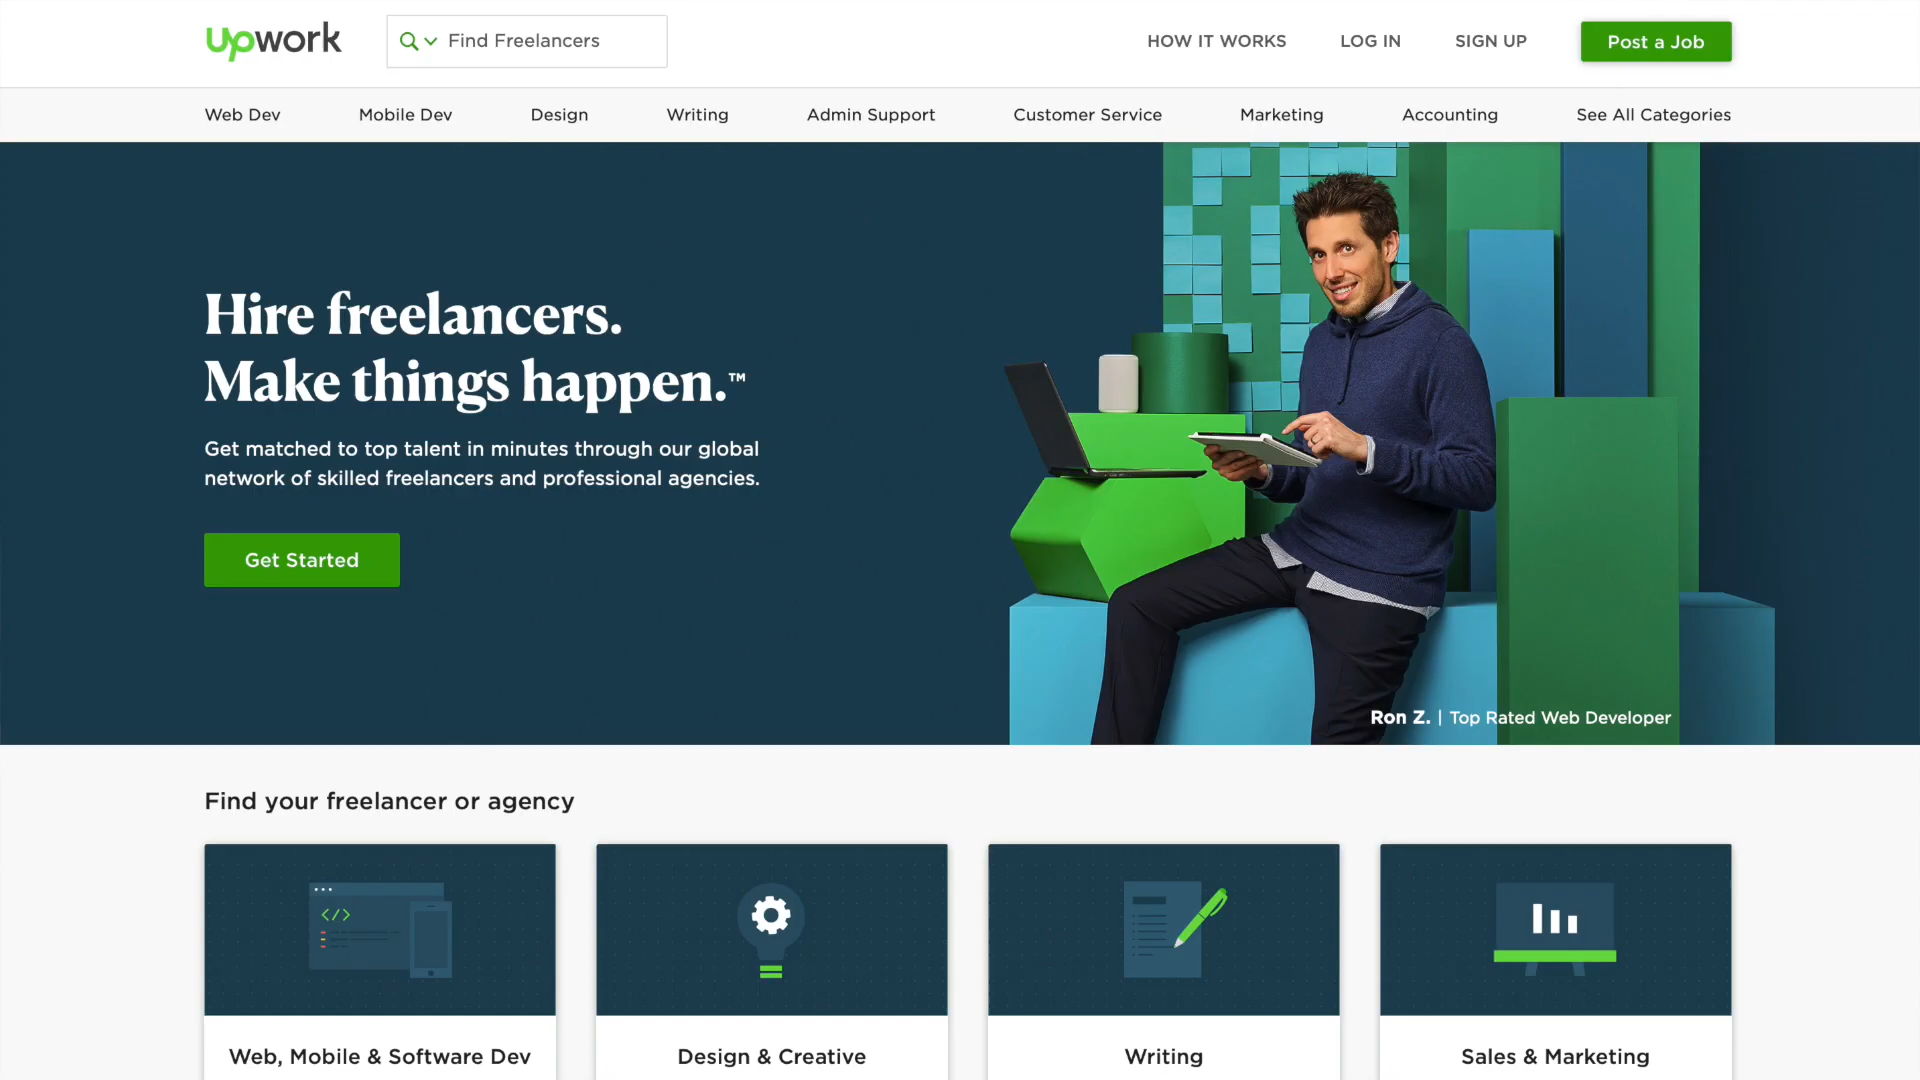 upwork
Find Freelancers
HOW IT WORKS
LOG IN
SIGN UP
Post a Job
Web Dev
Mobile Dev
Design
Writing
Admin Support
Customer Service
Marketing
Accounting
See All Categories
Hire freelancers.
Make things happen.™
Get matched to top talent in minutes through our global
network of skilled freelancers and professional agencies.
Get Started
Ron Z. | Top Rated Web Developer
Find your freelancer or agency
</>
Web, Mobile & Software Dev
Design & Creative
Writing
Sales & Marketing